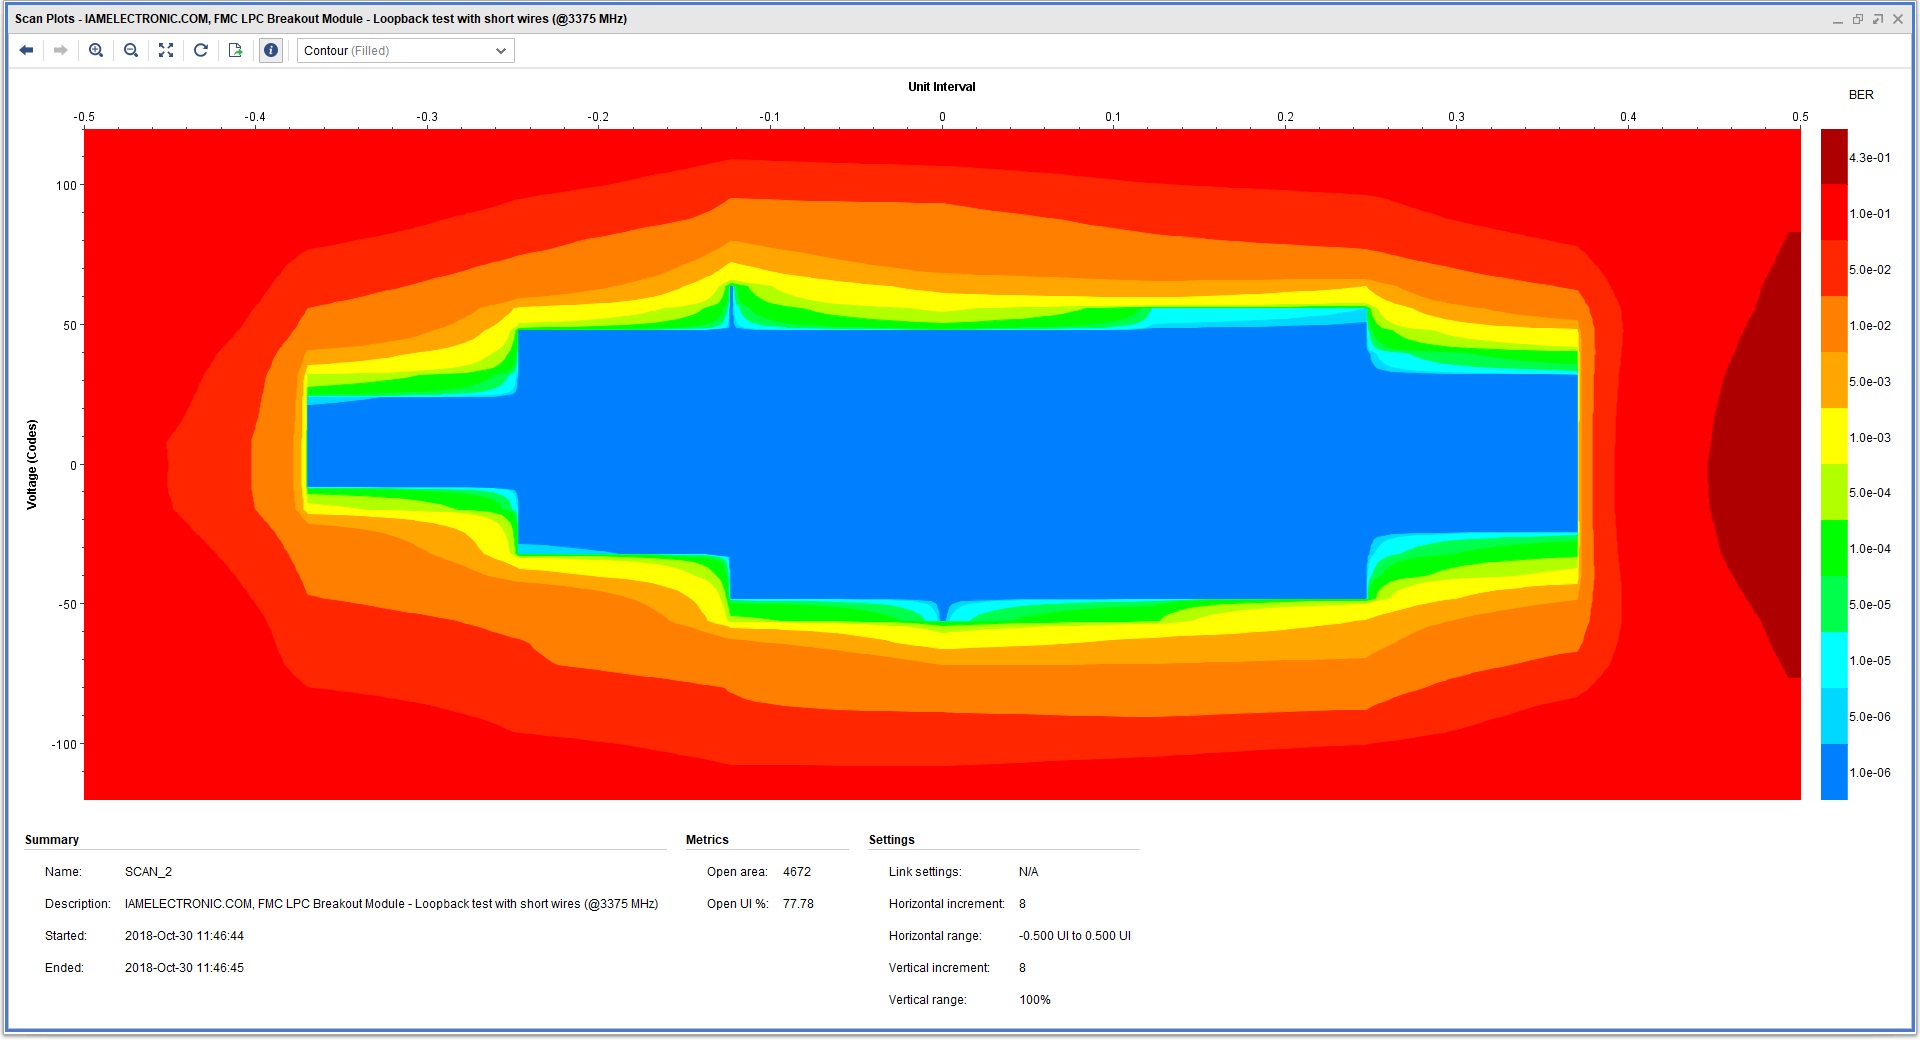 Scan Plots - IAMELECTRONIC.COM, FMC LPC Breakout Module - Loopback test with short wires (@3375 MHz)
Contour (Filled)
Unit Interval
BER
-0.5 -0.4 -0.3 -0.2 -0.1 0 0.1 0.2 0.3 0.4 0.5
Voltage (Codes)
100
50
0
-50
-100
4.3e-01
1.0e-01
5.0e-02
1.0e-02
5.0e-03
1.0e-03
5.0e-04
1.0e-04
5.0e-05
1.0e-05
5.0e-06
1.0e-06
Summary
Name: SCAN_2
Description: IAMELECTRONIC.COM, FMC LPC Breakout Module - Loopback test with short wires (@3375 MHz)
Started: 2018-Oct-30 11:46:44
Ended: 2018-Oct-30 11:46:45
Metrics
Open area: 4672
Open UI %: 77.78
Settings
Link settings: N/A
Horizontal increment: 8
Horizontal range: -0.500 UI to 0.500 UI
Vertical increment: 8
Vertical range: 100%